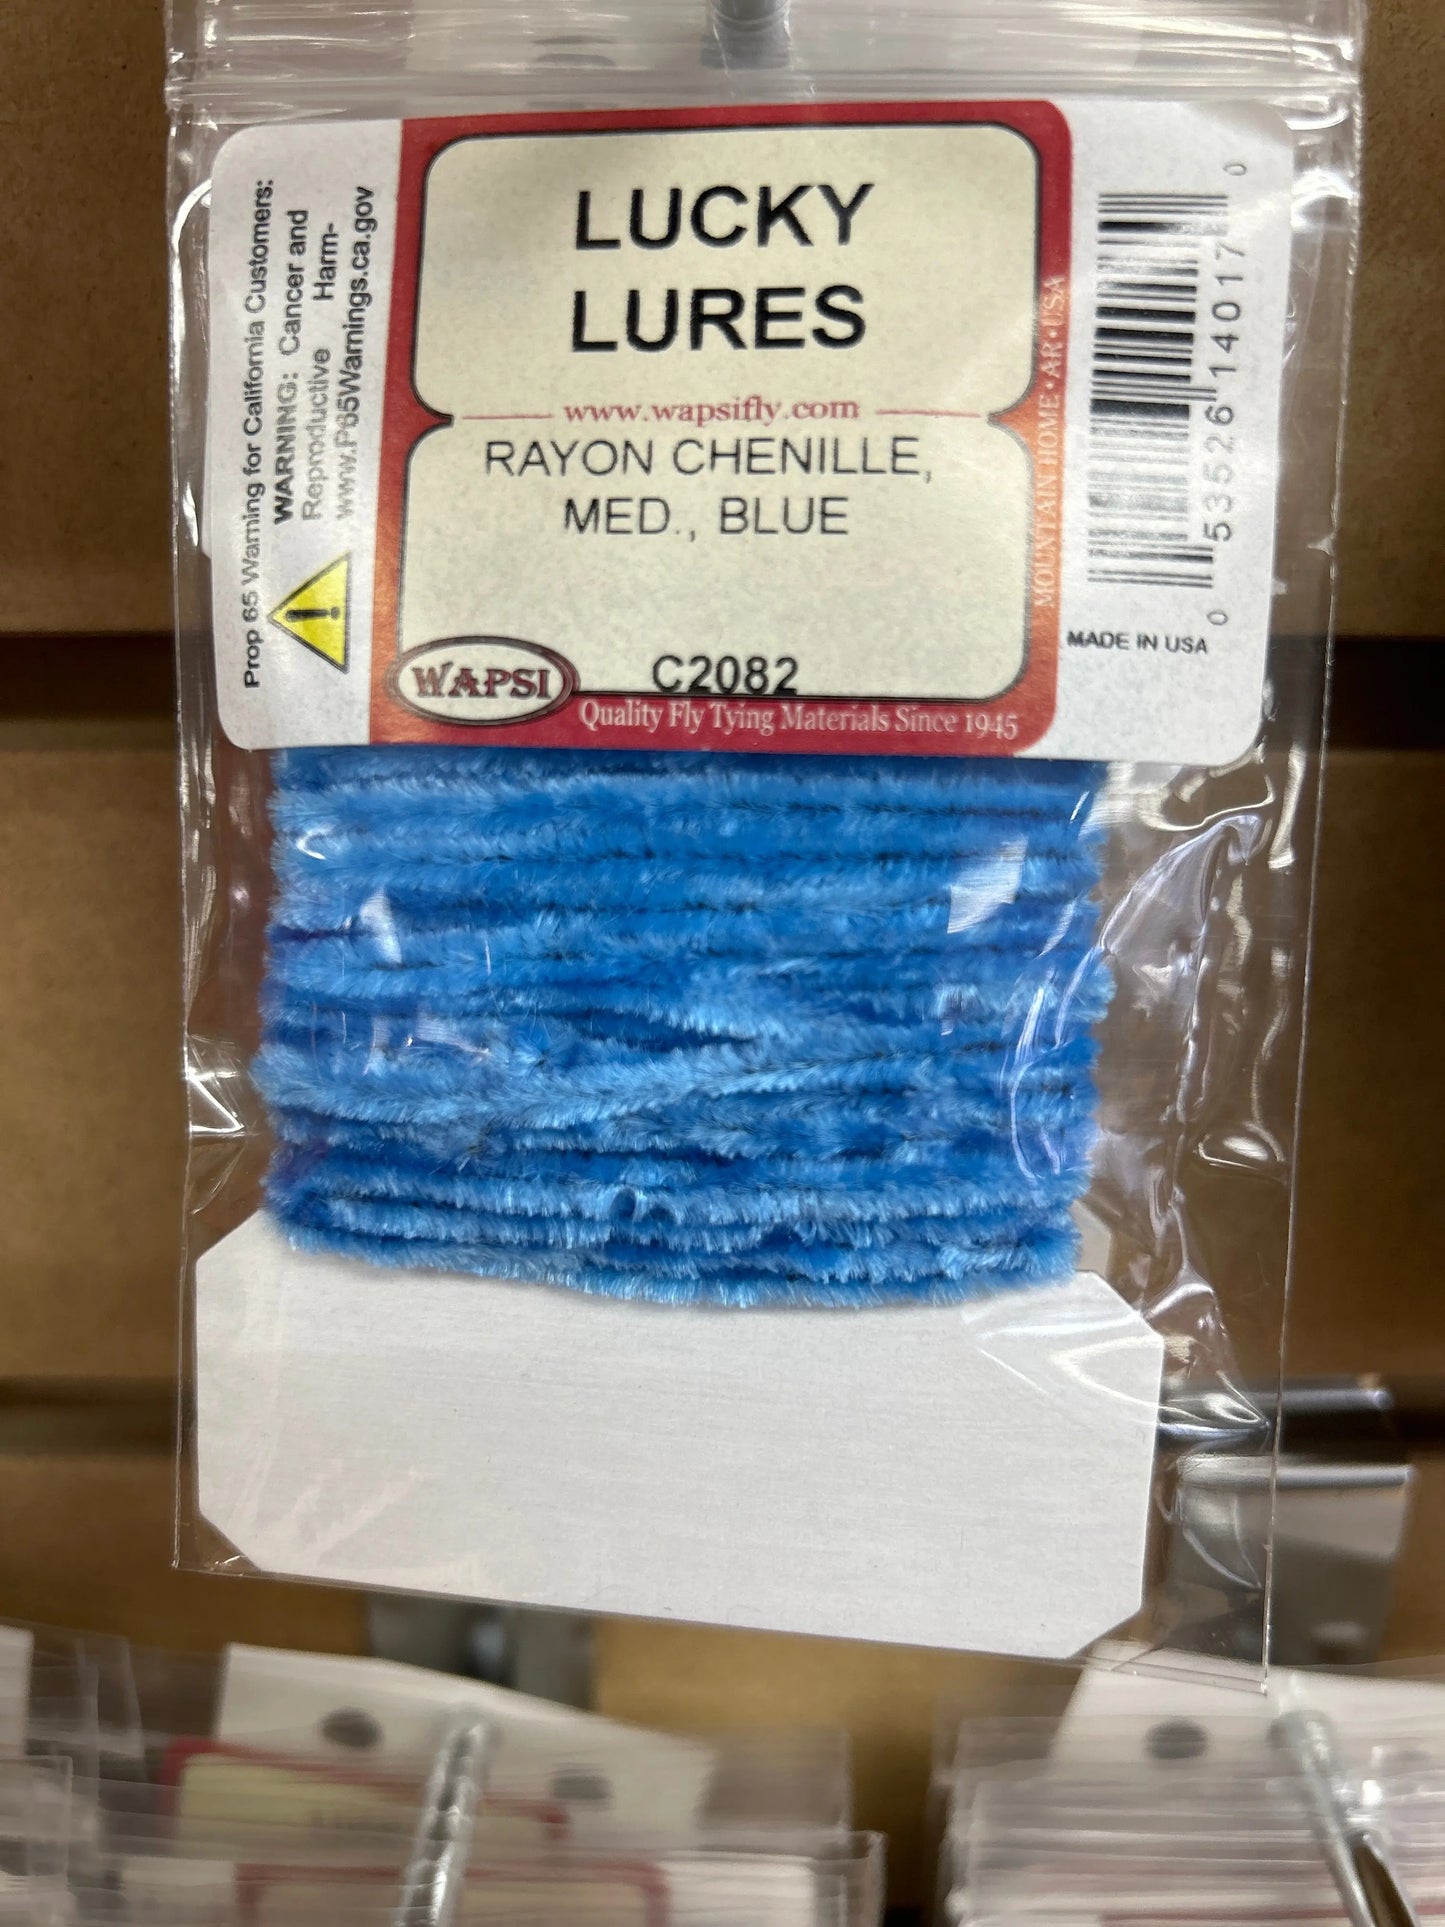 LUCKY
LURES
www.wapsifly.com
RAYON CHENILLE,
MED., BLUE
C2082
WAPSI
Quality Fly Tying Materials Since 1945
MOUNTAIN HOME • AR • USA
Prop 65 Warning for California Customers:
WARNING: Cancer and
Reproductive Harm-
www.P65Warnings.ca.gov
0 53526 14017 0
MADE IN USA